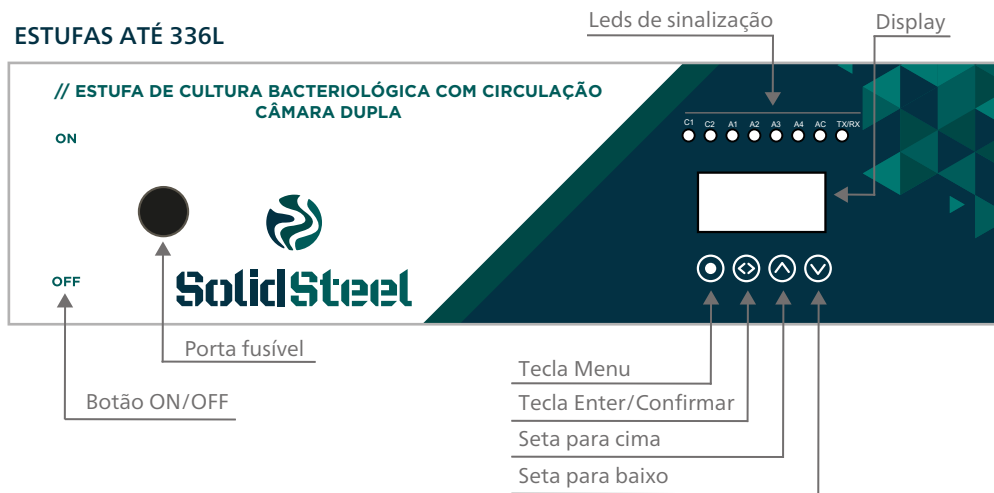 Leds de sinalização
Display
ESTUFAS ATÉ 336L
// ESTUFA DE CULTURA BACTERIOLÓGICA COM CIRCULAÇÃO
CÂMARA DUPLA
ON
C1 C2 A1 A2 A3 A4 AC TX/RX
OFF
SolidSteel
Porta fusível
Botão ON/OFF
Tecla Menu
Tecla Enter/Confirmar
Seta para cima
Seta para baixo